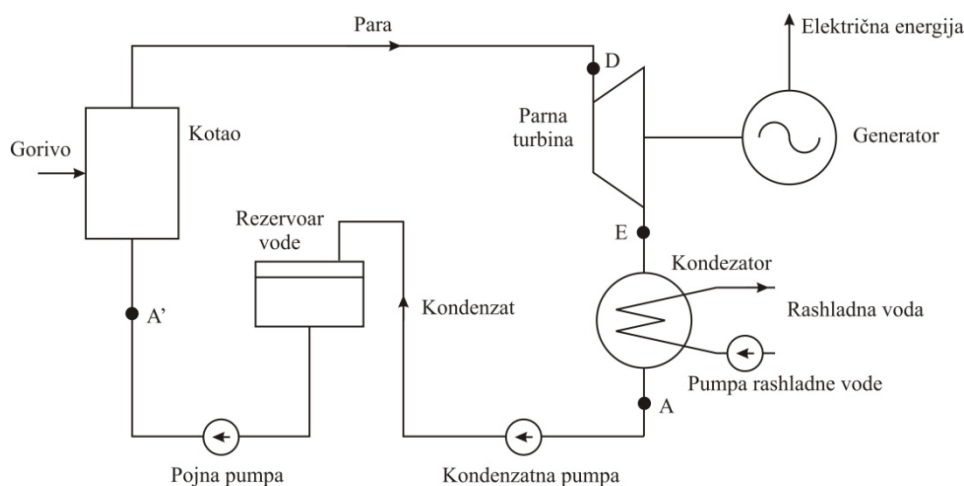 Para
D
Električna energija
Parna
turbina
Generator
Kotao
Gorivo
Rezervoar
vode
E
Kondezator
Rashladna voda
A'
Kondenzat
Pumpa rashladne vode
A
Pojna pumpa
Kondenzatna pumpa